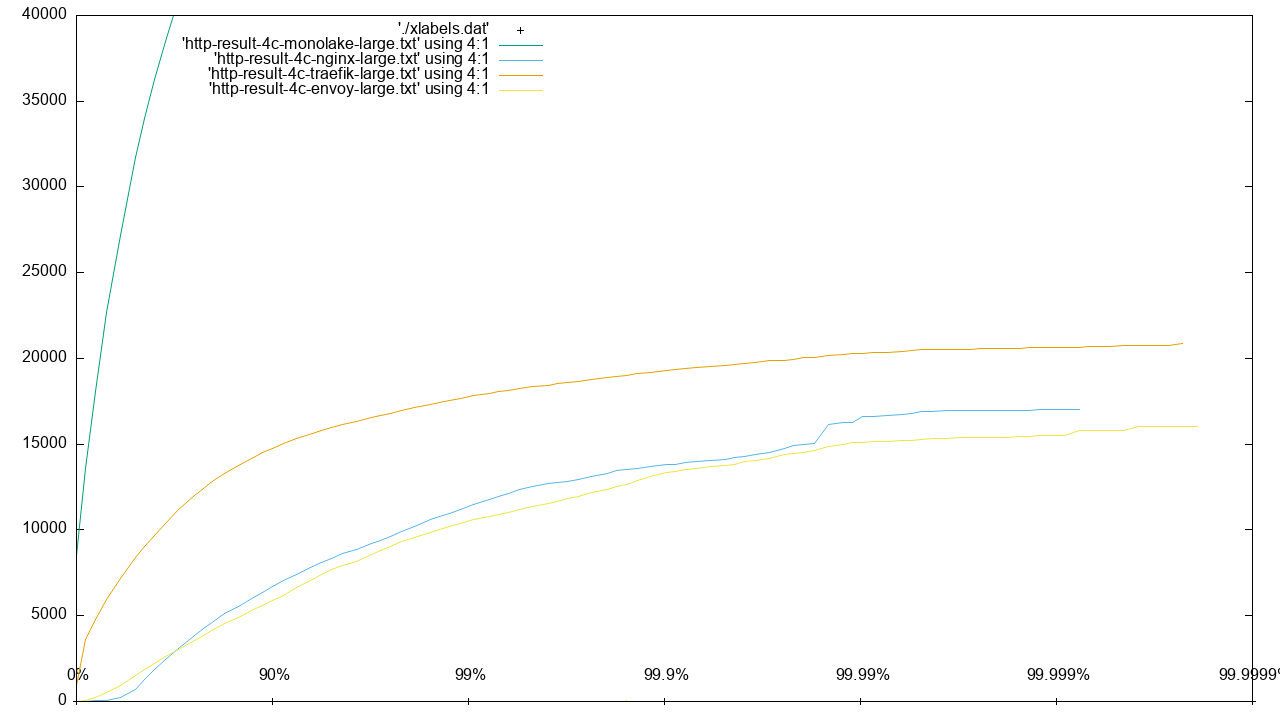 40000
35000
30000
25000
20000
15000
10000
5000
0
'./xlabels.dat'
'http-result-4c-monolake-large.txt' using 4:1
'http-result-4c-nginx-large.txt' using 4:1
'http-result-4c-traefik-large.txt' using 4:1
'http-result-4c-envoy-large.txt' using 4:1
0% 90% 99% 99.9% 99.99% 99.999% 99.9999%